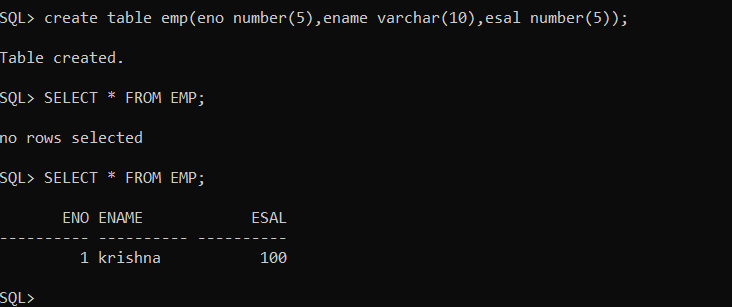 SQL> create table emp(eno number(5),ename varchar(10),esal number(5));
Table created.
SQL> SELECT * FROM EMP;
no rows selected
SQL> SELECT * FROM EMP;
       ENO ENAME            ESAL
---------- ---------- ----------
         1 krishna           100
SQL>